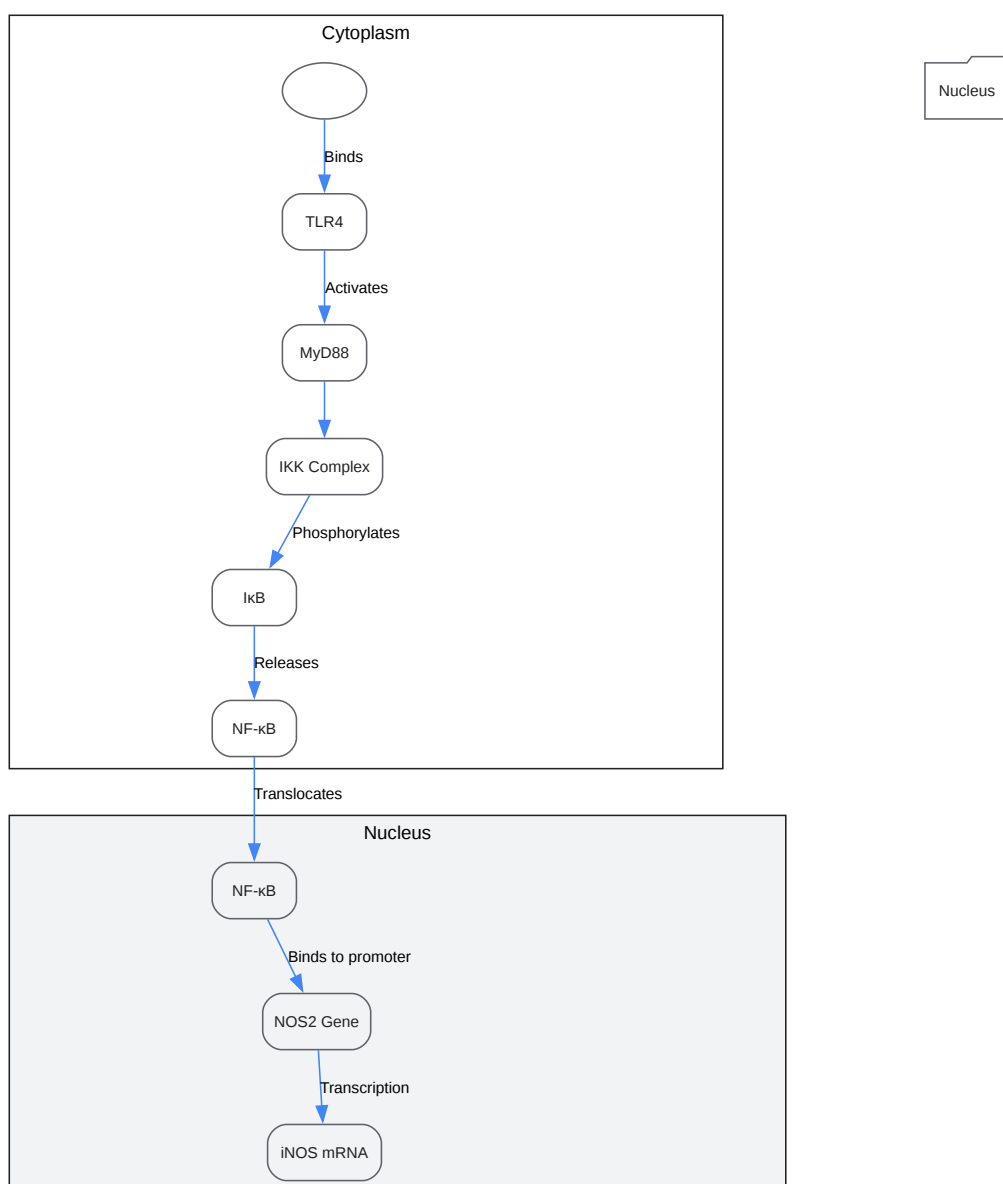 Cytoplasm
Nucleus
Binds
TLR4
Activates
MyD88
IKK Complex
Phosphorylates
IκB
Releases
NF-κB
Translocates
Nucleus
NF-κB
Binds to promoter
NOS2 Gene
Transcription
iNOS mRNA